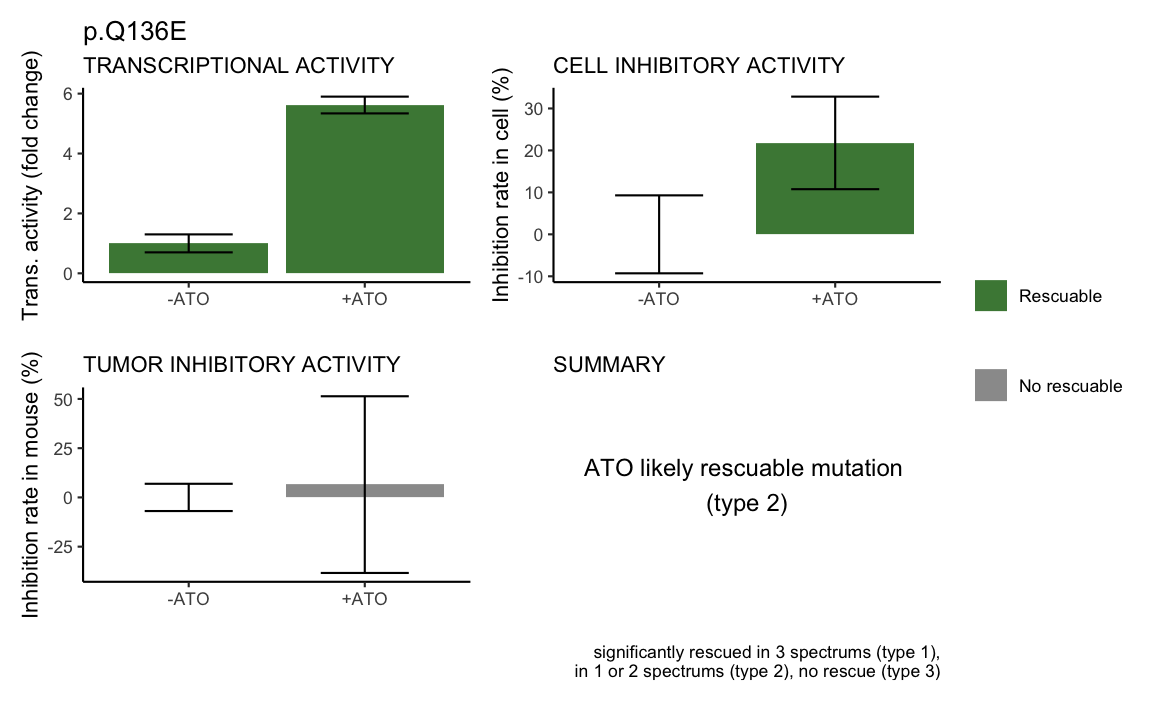 p.Q136E
TRANSCRIPTIONAL ACTIVITY
Trans. activity (fold change)
6
4
2
0
-ATO
+ATO
CELL INHIBITORY ACTIVITY
Inhibition rate in cell (%)
30
20
10
0
-10
-ATO
+ATO
Rescuable
No rescuable
TUMOR INHIBITORY ACTIVITY
Inhibition rate in mouse (%)
50
25
0
-25
-ATO
+ATO
SUMMARY
ATO likely rescuable mutation
(type 2)
significantly rescued in 3 spectrums (type 1),
in 1 or 2 spectrums (type 2), no rescue (type 3)